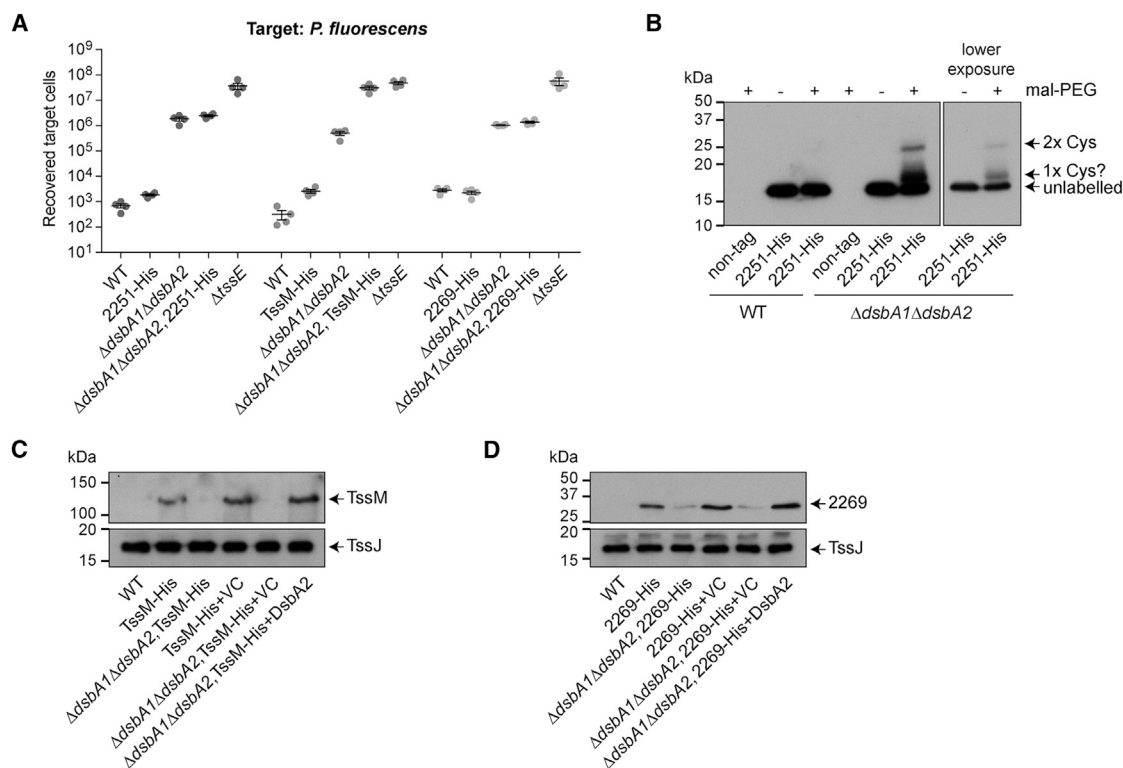 A
Target: P. fluorescens
Recovered target cells
10⁹
10⁸
10⁷
10⁶
10⁵
10⁴
10³
10²
10¹
WT
2251-His
ΔdsbA1ΔdsbA2
ΔdsbA1ΔdsbA2, 2251-His
ΔtssE
WT
TssM-His
ΔdsbA1ΔdsbA2
ΔdsbA1ΔdsbA2, TssM-His
ΔtssE
WT
2269-His
ΔdsbA1ΔdsbA2
ΔdsbA1ΔdsbA2, 2269-His
ΔtssE
B
lower
exposure
kDa
+ - + + - + - + mal-PEG
50
37
25
20
15
10
2x Cys
1x Cys?
unlabelled
non-tag
2251-His
2251-His
non-tag
2251-His
2251-His
2251-His
2251-His
WT
ΔdsbA1ΔdsbA2
C
kDa
150
100
20
15
TssM
TssJ
WT
TssM-His
ΔdsbA1ΔdsbA2, TssM-His
TssM-His+VC
ΔdsbA1ΔdsbA2, TssM-His+VC
ΔdsbA1ΔdsbA2, TssM-His+DsbA2
D
kDa
50
37
25
20
15
2269
TssJ
WT
2269-His
ΔdsbA1ΔdsbA2, 2269-His
2269-His+VC
ΔdsbA1ΔdsbA2, 2269-His+VC
ΔdsbA1ΔdsbA2, 2269-His+DsbA2